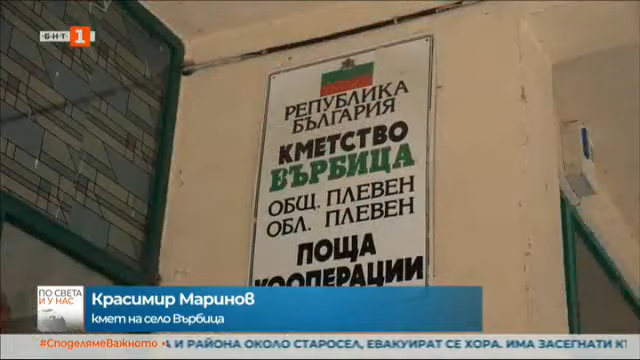 БНТ 1
РЕПУБЛИКА
БЪЛГАРИЯ
КМЕТСТВО
ВЪРБИЦА
ОБЩ. ПЛЕВЕН
ОБЛ. ПЛЕВЕН
ПОЩА
КООПЕРАЦИИ
ПО СВЕТА
И У НАС
Красимир Маринов
кмет на село Върбица
#СподелямеВажното
А И РАЙОНА ОКОЛО СТАРОСЕЛ, ЕВАКУИРАТ СЕ ХОРА. ИМА ЗАСЕГНАТИ К